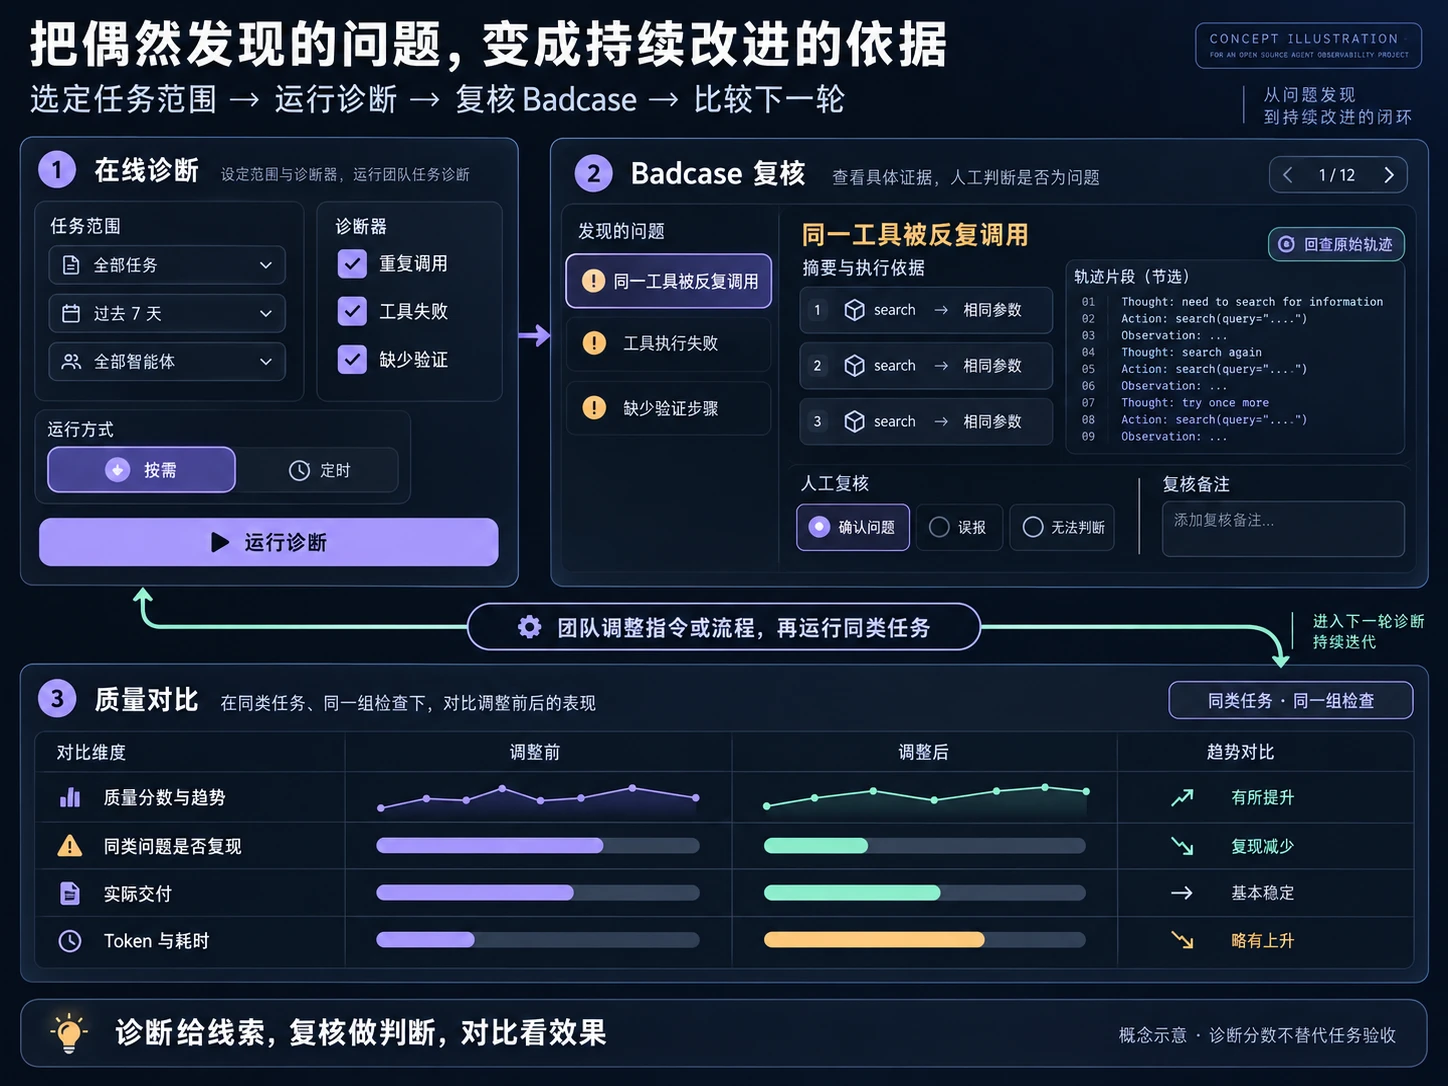 把偶然发现的问题，变成持续改进的依据
选定任务范围 → 运行诊断 → 复核 Badcase → 比较下一轮
CONCEPT ILLUSTRATION
FOR AN OPEN SOURCE AGENT OBSERVABILITY PROJECT
从问题发现
到持续改进的闭环
1 在线诊断 设定范围与诊断器，运行团队任务诊断
任务范围
全部任务
过去 7 天
全部智能体
诊断器
重复调用
工具失败
缺少验证
运行方式
按需
定时
运行诊断
2 Badcase 复核 查看具体证据，人工判断是否为问题
1 / 12
发现的问题
同一工具被反复调用
工具执行失败
缺少验证步骤
同一工具被反复调用
回查原始轨迹
摘要与执行依据
1 search → 相同参数
2 search → 相同参数
3 search → 相同参数
轨迹片段（节选）
01 Thought: need to search for information
02 Action: search(query="....")
03 Observation: ...
04 Thought: search again
05 Action: search(query="....")
06 Observation: ...
07 Thought: try once more
08 Action: search(query="....")
09 Observation: ...
人工复核
确认问题
误报
无法判断
复核备注
添加复核备注...
团队调整指令或流程，再运行同类任务
进入下一轮诊断
持续迭代
3 质量对比 在同类任务、同一组检查下，对比调整前后的表现
同类任务 · 同一组检查
对比维度 调整前 调整后 趋势对比
质量分数与趋势 有所提升
同类问题是否复现 复现减少
实际交付 基本稳定
Token 与耗时 略有上升
诊断给线索，复核做判断，对比看效果
概念示意 · 诊断分数不替代任务验收